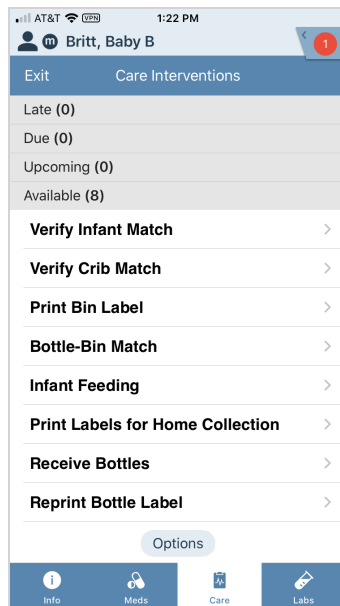 AT&T VPN 1:22 PM
m Britt, Baby B 1
Exit Care Interventions
Late (0)
Due (0)
Upcoming (0)
Available (8)
Verify Infant Match
Verify Crib Match
Print Bin Label
Bottle-Bin Match
Infant Feeding
Print Labels for Home Collection
Receive Bottles
Reprint Bottle Label
Options
Info Meds Care Labs